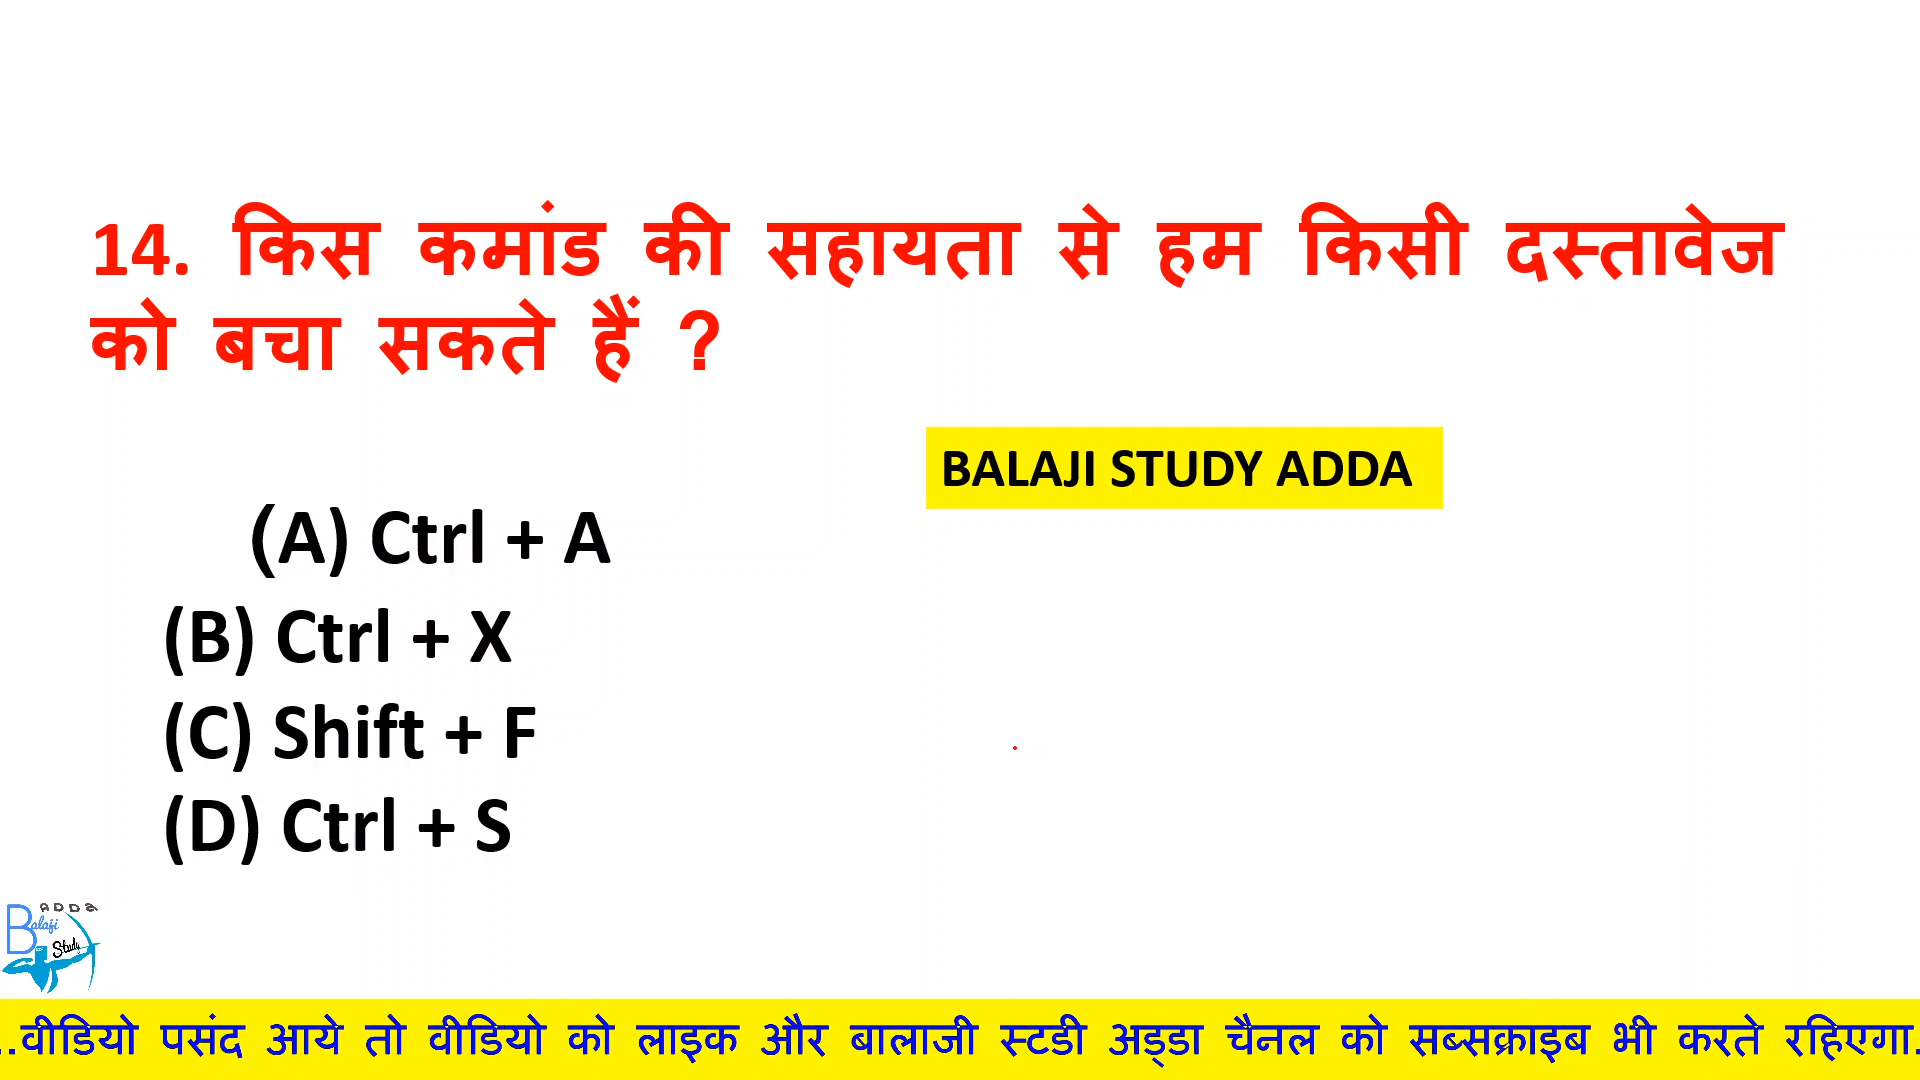 14. किस कमांड की सहायता से हम किसी दस्तावेज
को बचा सकते हैं ?
BALAJI STUDY ADDA
(A) Ctrl + A
(B) Ctrl + X
(C) Shift + F
(D) Ctrl + S
ADDA
Balaji
Study
..वीडियो पसंद आये तो वीडियो को लाइक और बालाजी स्टडी अड्डा चैनल को सब्सक्राइब भी करते रहिएगा.